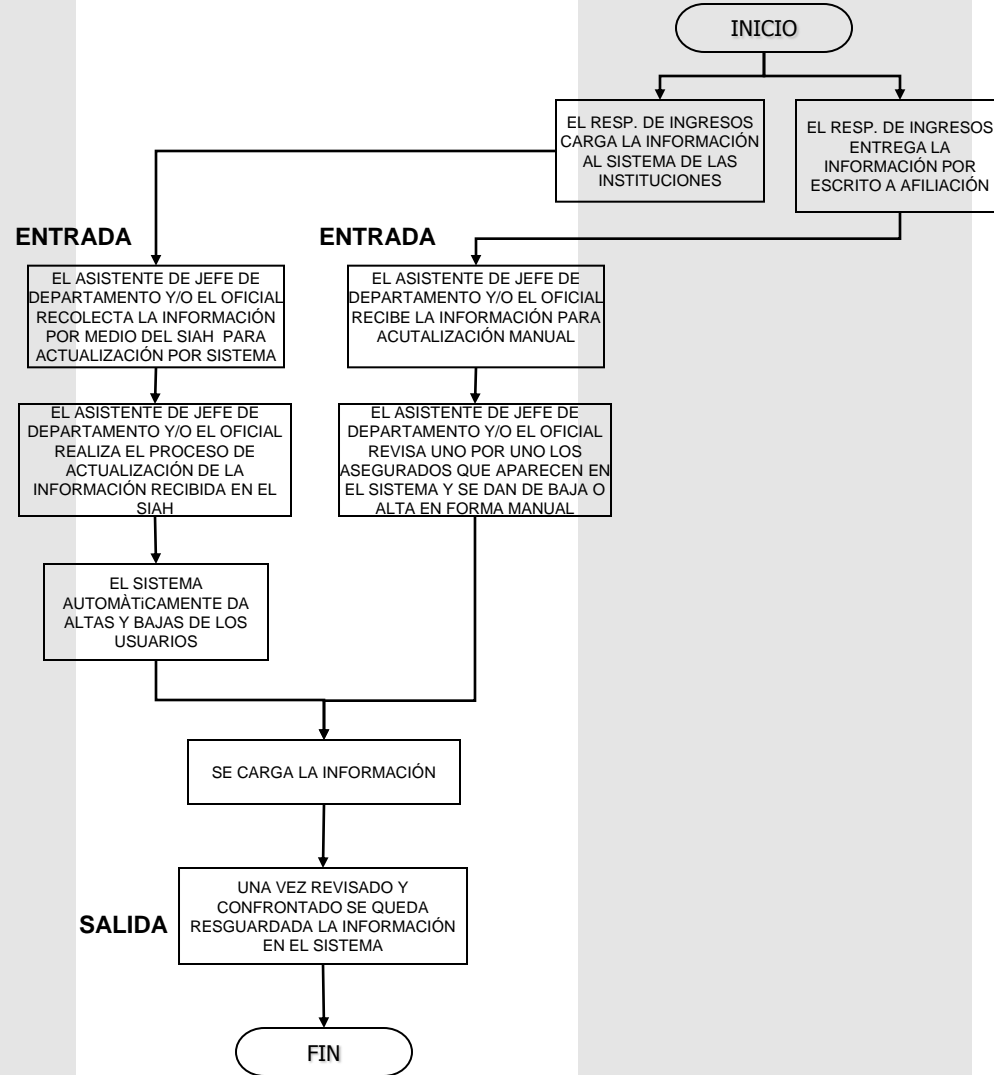 INICIO
EL RESP. DE INGRESOS
CARGA LA INFORMACIÓN
AL SISTEMA DE LAS
INSTITUCIONES
EL RESP. DE INGRESOS
ENTREGA LA
INFORMACIÓN POR
ESCRITO A AFILIACIÓN
ENTRADA
ENTRADA
EL ASISTENTE DE JEFE DE
DEPARTAMENTO Y/O EL OFICIAL
RECOLECTA LA INFORMACIÓN
POR MEDIO DEL SIAH PARA
ACTUALIZACIÓN POR SISTEMA
EL ASISTENTE DE JEFE DE
DEPARTAMENTO Y/O EL OFICIAL
RECIBE LA INFORMACIÓN PARA
ACUTALIZACIÓN MANUAL
EL ASISTENTE DE JEFE DE
DEPARTAMENTO Y/O EL OFICIAL
REALIZA EL PROCESO DE
ACTUALIZACIÓN DE LA
INFORMACIÓN RECIBIDA EN EL
SIAH
EL ASISTENTE DE JEFE DE
DEPARTAMENTO Y/O EL OFICIAL
REVISA UNO POR UNO LOS
ASEGURADOS QUE APARECEN EN
EL SISTEMA Y SE DAN DE BAJA O
ALTA EN FORMA MANUAL
EL SISTEMA
AUTOMÀTiCAMENTE DA
ALTAS Y BAJAS DE LOS
USUARIOS
SE CARGA LA INFORMACIÓN
SALIDA
UNA VEZ REVISADO Y
CONFRONTADO SE QUEDA
RESGUARDADA LA INFORMACIÓN
EN EL SISTEMA
FIN